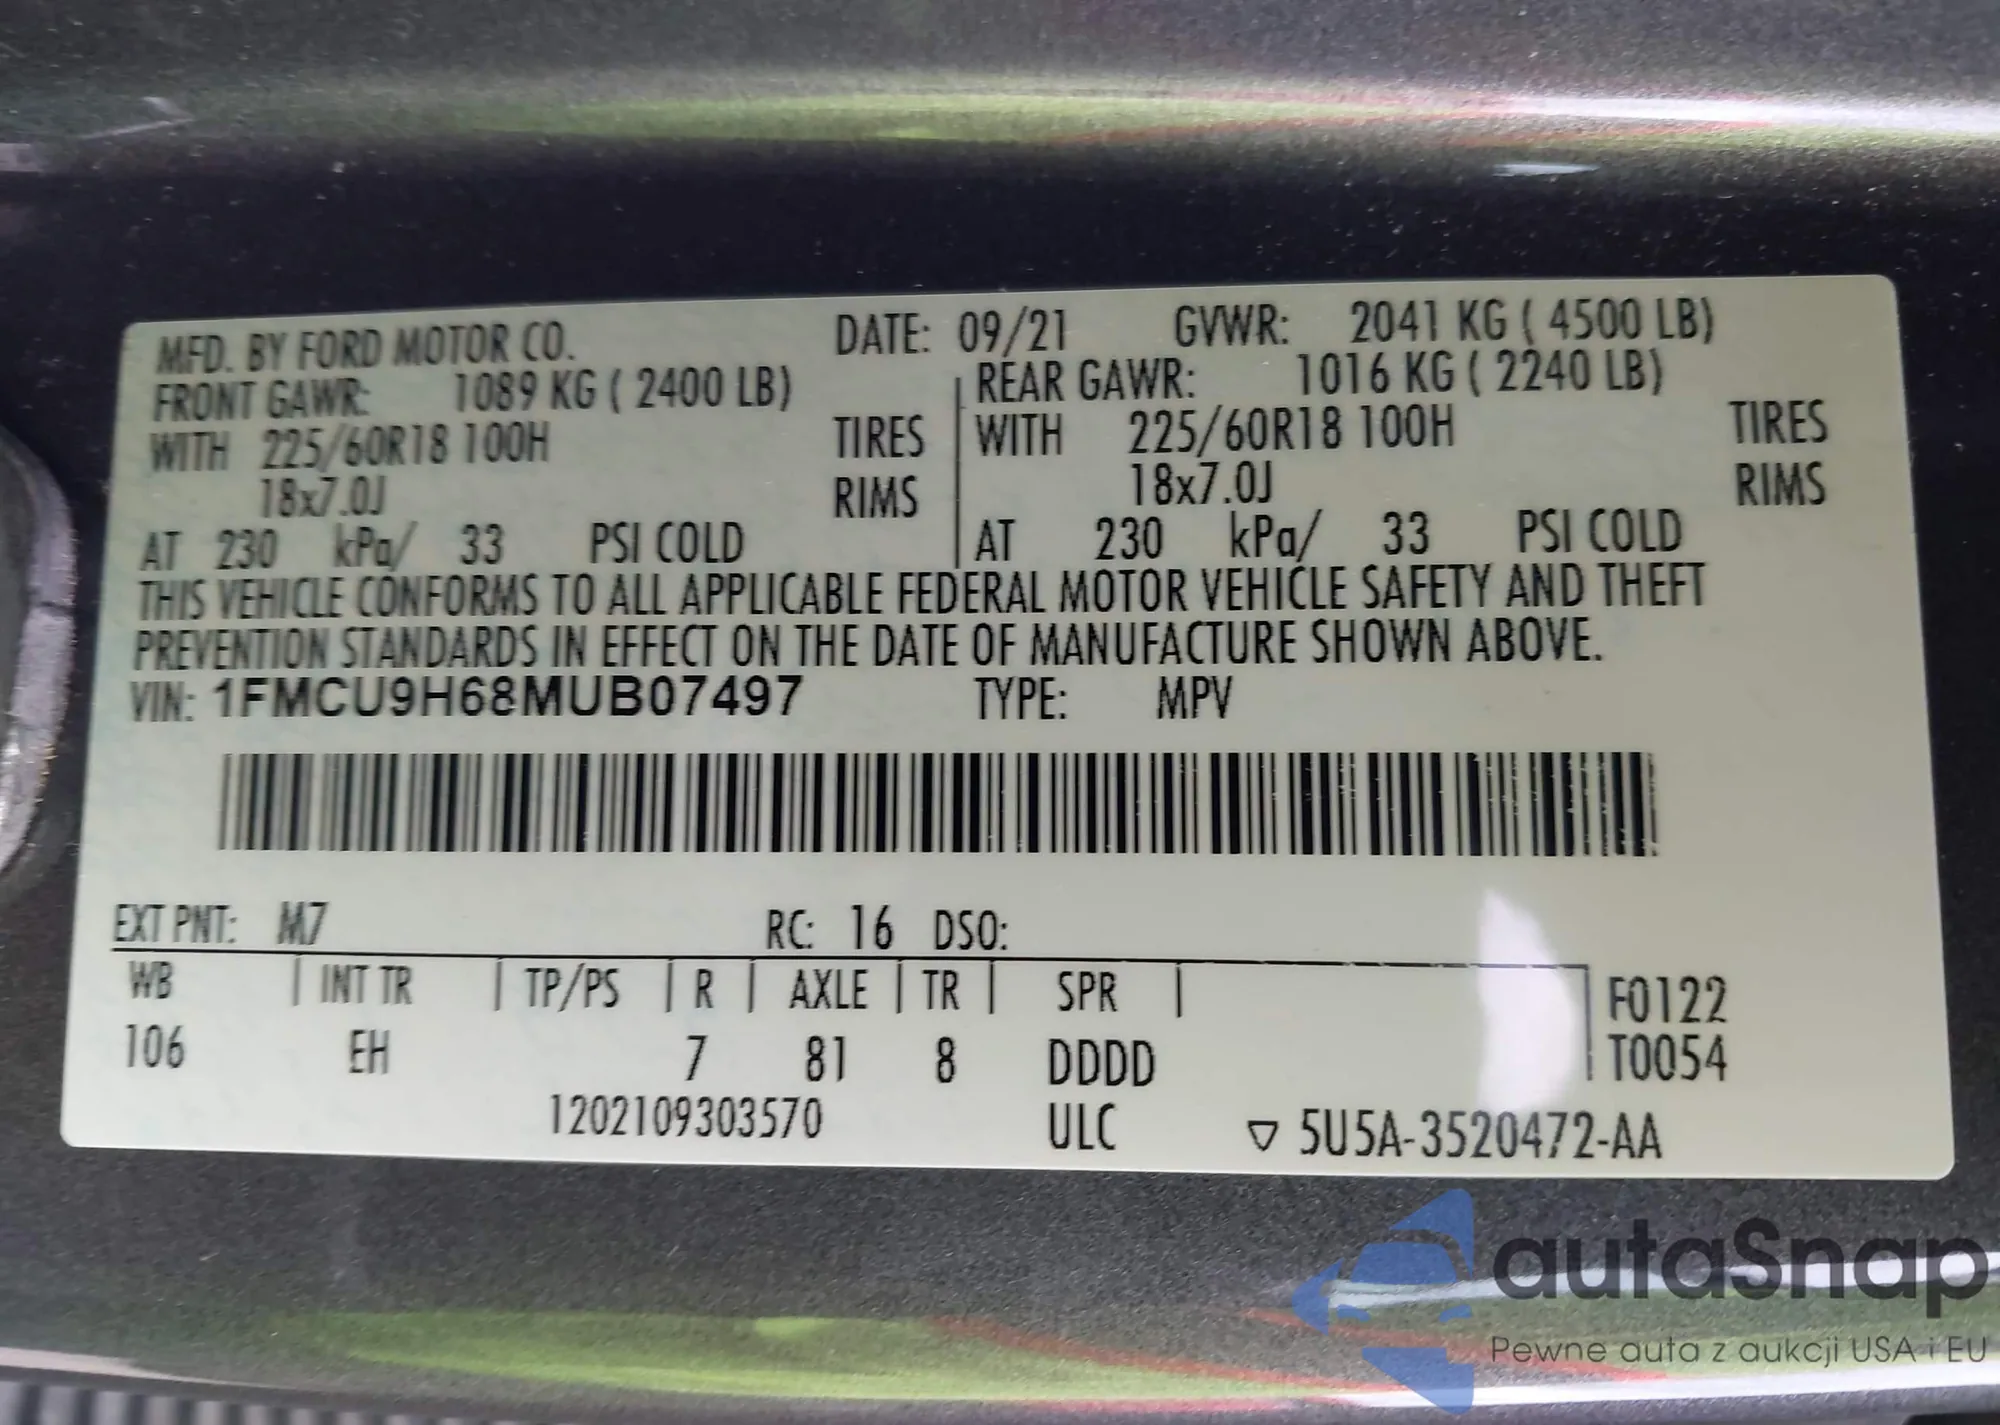 MFD. BY FORD MOTOR CO. DATE: 09/21 GVWR: 2041 KG ( 4500 LB)
FRONT GAWR: 1089 KG ( 2400 LB) REAR GAWR: 1016 KG ( 2240 LB)
WITH 225/60R18 100H TIRES WITH 225/60R18 100H TIRES
18x7.0J RIMS 18x7.0J RIMS
AT 230 kPa/ 33 PSI COLD AT 230 kPa/ 33 PSI COLD
THIS VEHICLE CONFORMS TO ALL APPLICABLE FEDERAL MOTOR VEHICLE SAFETY AND THEFT
PREVENTION STANDARDS IN EFFECT ON THE DATE OF MANUFACTURE SHOWN ABOVE.
VIN: 1FMCU9H68MUB07497 TYPE: MPV
EXT PNT: M7 RC: 16 DSO:
WB INT TR TP/PS R AXLE TR SPR F0122
106 EH 7 81 8 DDDD T0054
1202109303570 ULC ▽ 5U5A-3520472-AA
autaSnap
Pewne auta z aukcji USA i EU